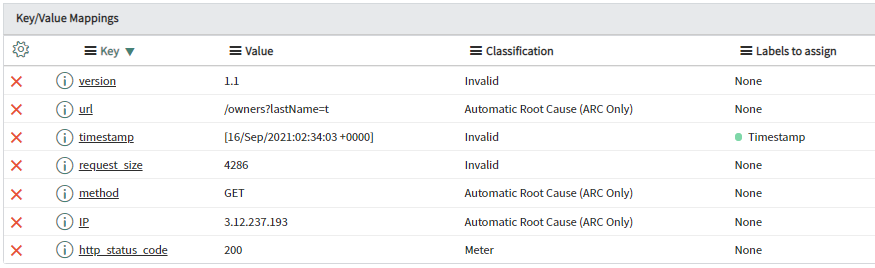 Key/Value Mappings
Key Value Classification Labels to assign
version 1.1 Invalid None
url /owners?lastName=t Automatic Root Cause (ARC Only) None
timestamp [16/Sep/2021:02:34:03 +0000] Invalid Timestamp
request_size 4286 Invalid None
method GET Automatic Root Cause (ARC Only) None
IP 3.12.237.193 Automatic Root Cause (ARC Only) None
http_status_code 200 Meter None